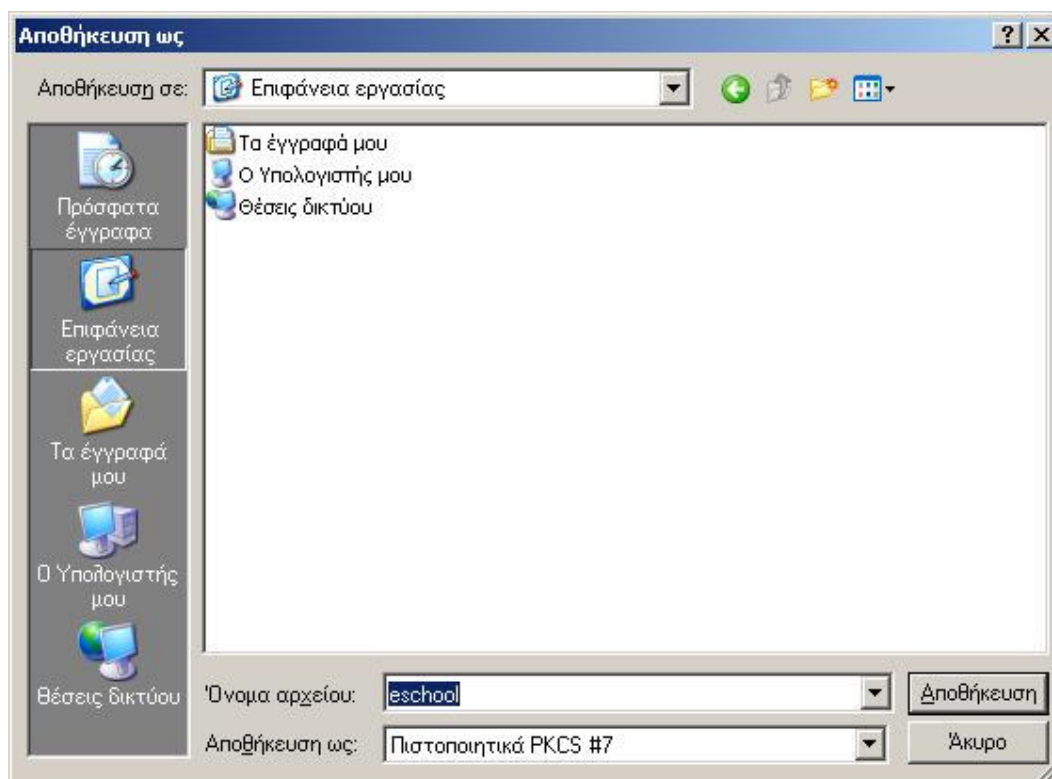 Αποθήκευση ως
Αποθήκευση σε:
Επιφάνεια εργασίας
Πρόσφατα
έγγραφα
Επιφάνεια
εργασίας
Τα έγγραφά
μου
Ο Υπολογιστής
μου
Θέσεις δικτύου
Τα έγγραφά μου
Ο Υπολογιστής μου
Θέσεις δικτύου
Όνομα αρχείου:
eschool
Αποθήκευση
Αποθήκευση ως:
Πιστοποιητικά PKCS #7
Άκυρο